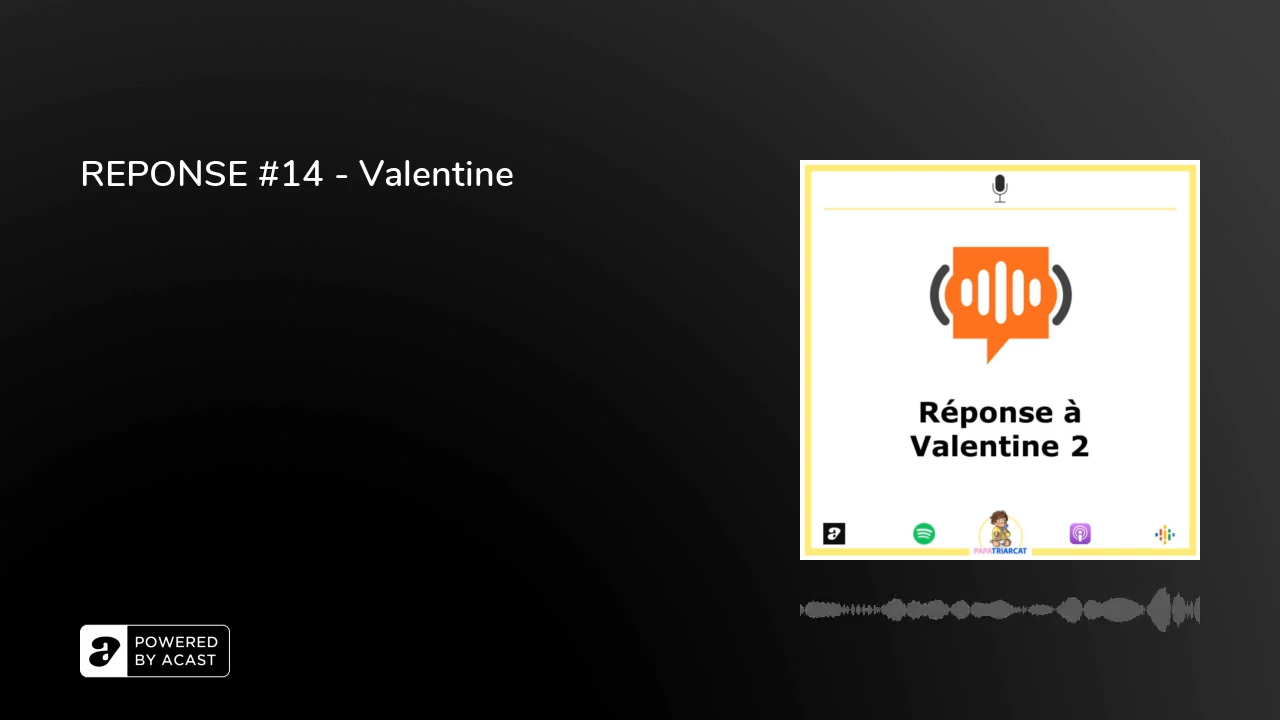 REPONSE #14 - Valentine
Réponse à
Valentine 2
PAPATRIARCAT
POWERED
BY ACAST